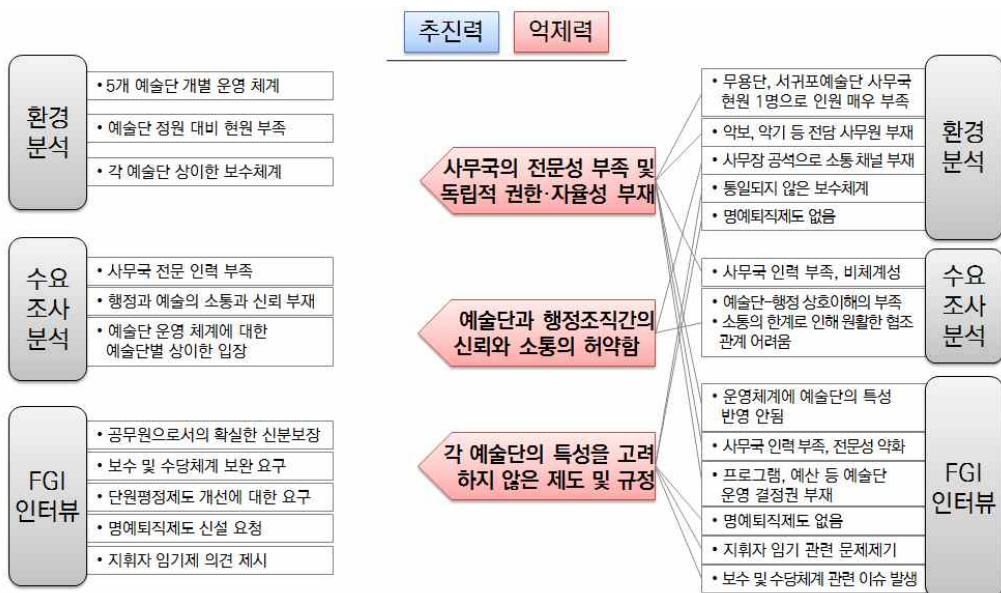 추진력
억제력
환경
분석
• 5개 예술단 개별 운영 체계
• 예술단 정원 대비 현원 부족
• 각 예술단 상이한 보수체계
수요
조사
분석
• 사무국 전문 인력 부족
• 행정과 예술의 소통과 신뢰 부재
• 예술단 운영 체계에 대한
예술단별 상이한 입장
FGI
인터뷰
• 공무원으로서의 확실한 신분보장
• 보수 및 수당체계 보완 요구
• 단원평정제도 개선에 대한 요구
• 명예퇴직제도 신설 요청
• 지휘자 임기제 의견 제시
사무국의 전문성 부족 및
독립적 권한·자율성 부재
예술단과 행정조직간의
신뢰와 소통의 허약함
각 예술단의 특성을 고려
하지 않은 제도 및 규정
• 무용단, 서귀포예술단 사무국
현원 1명으로 인원 매우 부족
• 악보, 악기 등 전담 사무원 부재
• 사무장 공석으로 소통 채널 부재
• 통일되지 않은 보수체계
• 명예퇴직제도 없음
환경
분석
• 사무국 인력 부족, 비체계성
• 예술단-행정 상호이해의 부족
• 소통의 한계로 인해 원활한 협조
관계 어려움
수요
조사
분석
• 운영체계에 예술단의 특성
반영 안됨
• 사무국 인력 부족, 전문성 약화
• 프로그램, 예산 등 예술단
운영 결정권 부재
• 명예퇴직제도 없음
• 지휘자 임기 관련 문제제기
• 보수 및 수당체계 관련 이슈 발생
FGI
인터뷰